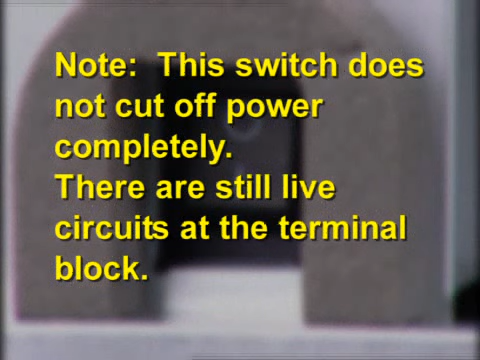 Note:  This switch does
not cut off power
completely.
There are still live
circuits at the terminal
block.